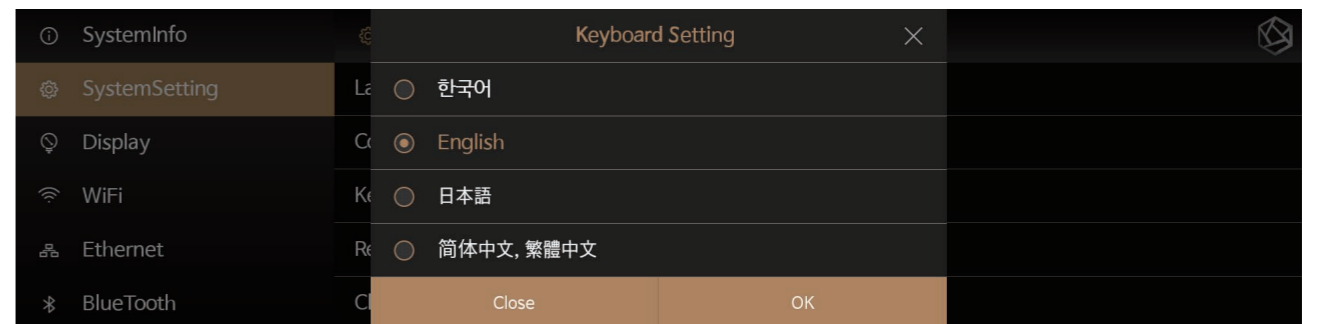 SystemInfo
SystemSetting
Display
WiFi
Ethernet
BlueTooth
Keyboard Setting
한국어
English
日本語
简体中文, 繁體中文
Close
OK